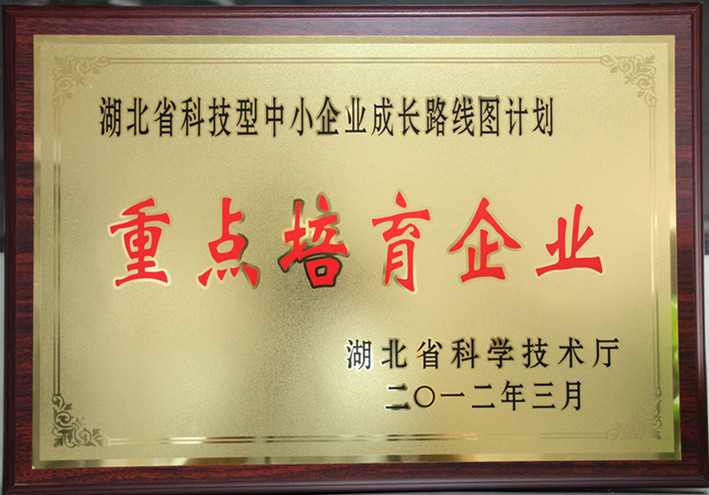 湖北省科技型中小企业成长路线图计划
重点培育企业
湖北省科学技术厅
二〇一二年三月